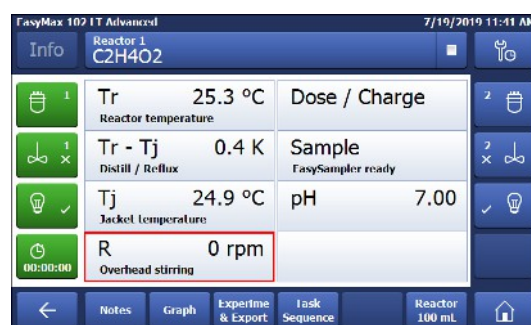 EasyMax 102 LT Advanced 7/19/2019 11:41 AM
Info
Reactor 1
C2H4O2
1
Tr 25.3 °C
Reactor temperature
Dose / Charge
2
1
Tr - Tj 0.4 K
Distill / Reflux
Sample
EasySampler ready
2
Tj 24.9 °C
Jacket temperature
pH 7.00
00:00:00
R 0 rpm
Overhead stirring
Notes
Graph
Experime
& Export
Task
Sequence
Reactor
100 mL